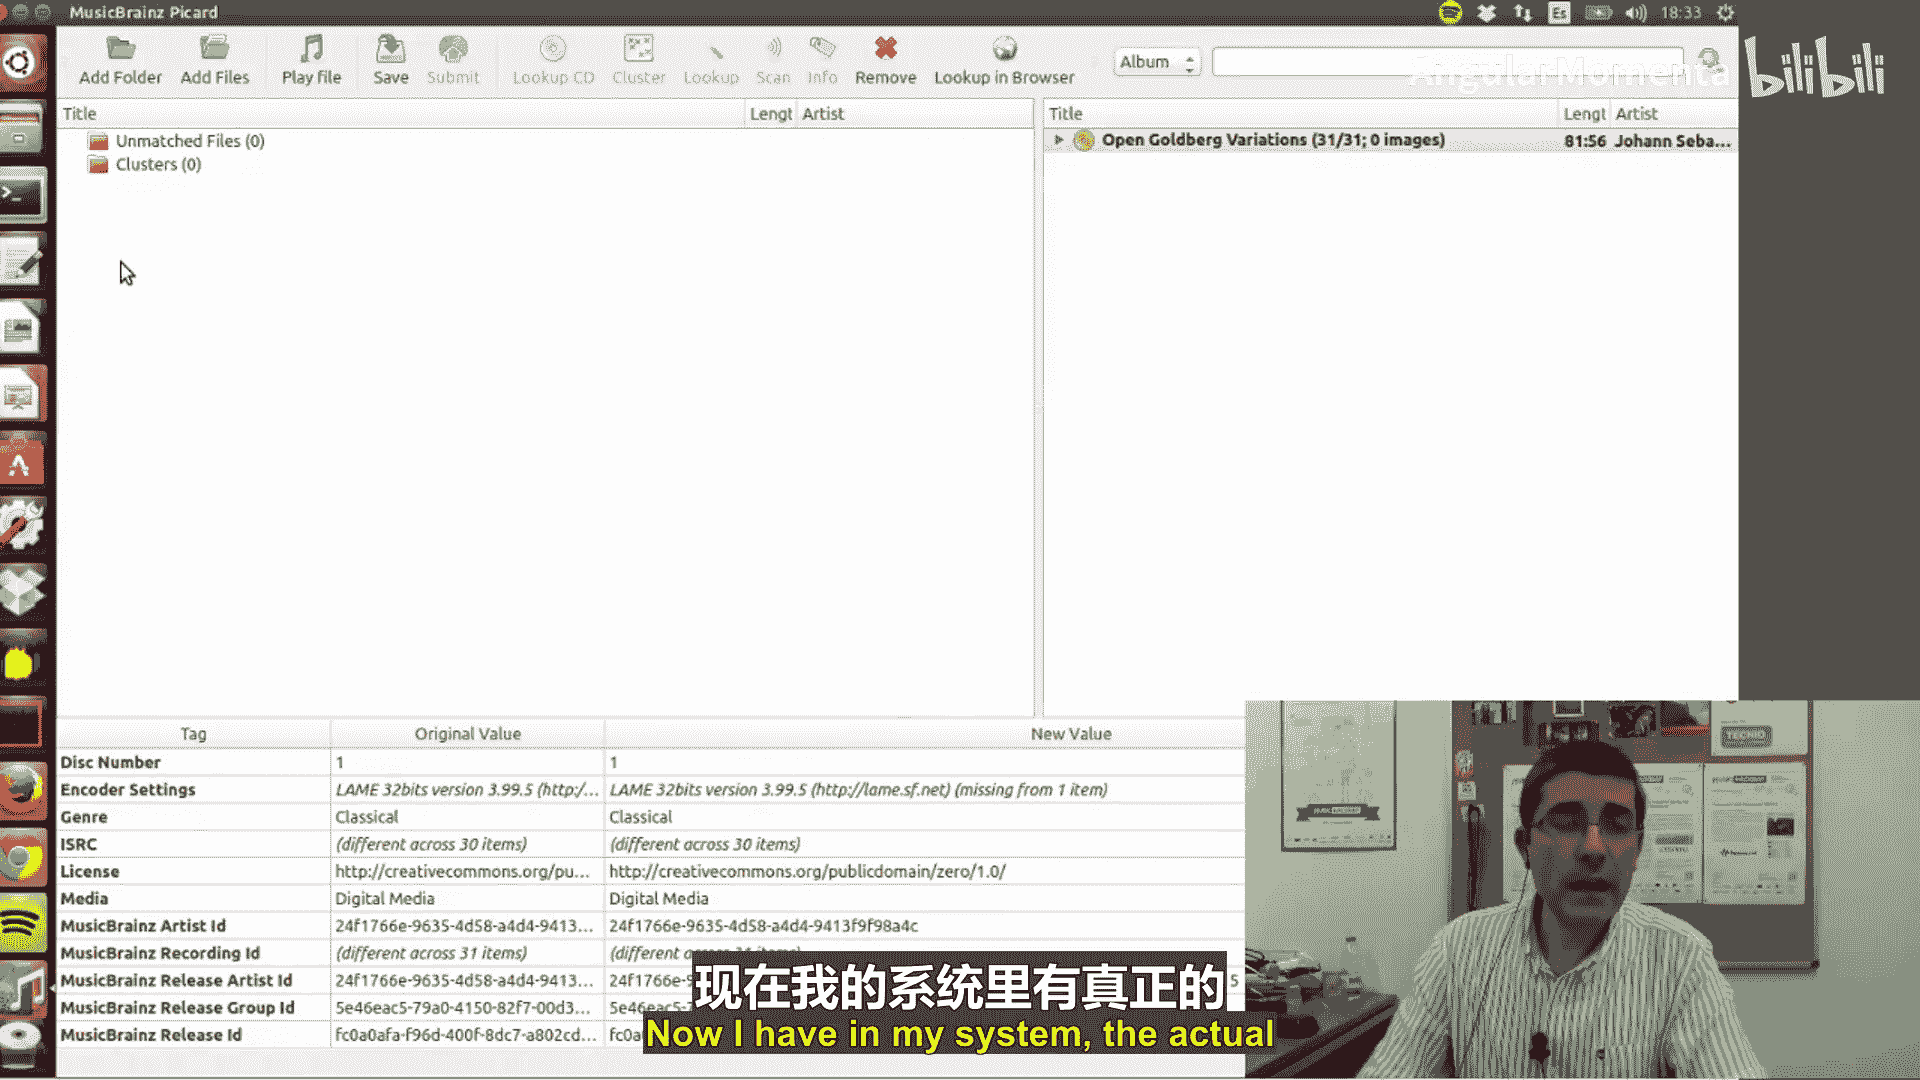 MusicBrainz Picard
Es
18:33
Add Folder
Add Files
Play file
Save
Submit
Lookup CD
Cluster
Lookup
Scan
Info
Remove
Lookup in Browser
Album
AngularMomenta
bilibili
Title Lengt Artist
Unmatched Files (0)
Clusters (0)
Title Lengt Artist
Open Goldberg Variations (31/31; 0 images) 81:56 Johann Seba...
Tag Original Value New Value
Disc Number 1 1
Encoder Settings LAME 32bits version 3.99.5 (http:/... LAME 32bits version 3.99.5 (http://lame.sf.net) (missing from 1 item)
Genre Classical Classical
ISRC (different across 30 items) (different across 30 items)
License http://creativecommons.org/pu... http://creativecommons.org/publicdomain/zero/1.0/
Media Digital Media Digital Media
MusicBrainz Artist Id 24f1766e-9635-4d58-a4d4-9413... 24f1766e-9635-4d58-a4d4-9413f9f98a4c
MusicBrainz Recording Id (different across 31 items)
MusicBrainz Release Artist Id 24f1766e-9635-4d58-a4d4-9413...
MusicBrainz Release Group Id 5e46eac5-79a0-4150-82f7-00d3...
MusicBrainz Release Id fc0a0afa-f96d-400f-8dc7-a802cd...
TECNIO
现在我的系统里有真正的
Now I have in my system, the actual